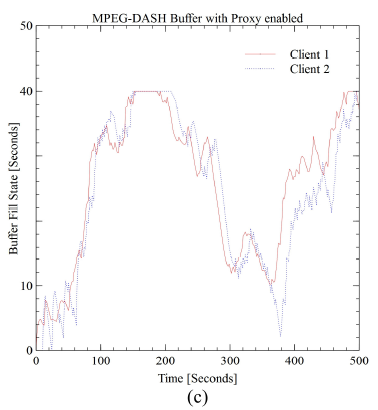 MPEG-DASH Buffer with Proxy enabled
50
Client 1
Client 2
40
Buffer Fill State [Seconds]
10
0
0 100 200 300 400 500
Time [Seconds]
(c)